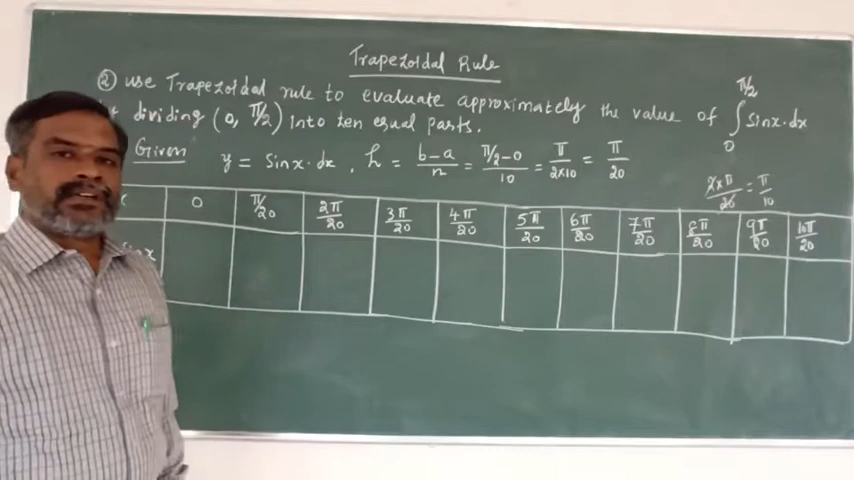 Trapezoidal Rule
② use Trapezoidal rule to evaluate approximately the value of ∫₀^(π/2) Sinx·dx
dividing (0, π/2) into ten equal parts.
Given
y = Sinx·dx, h = (b-a)/n = (π/2-0)/10 = π/(2×10) = π/20
(2×π)/20 = π/10
0 π/20 2π/20 3π/20 4π/20 5π/20 6π/20 7π/20 8π/20 9π/20 10π/20